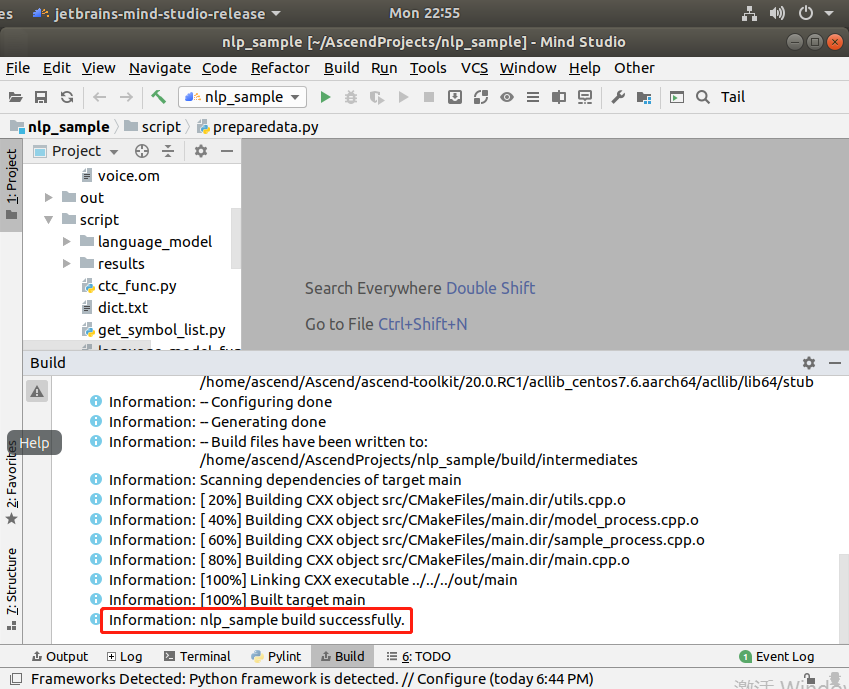 es jetbrains-mind-studio-release Mon 22:55
nlp_sample [~/AscendProjects/nlp_sample] - Mind Studio
File Edit View Navigate Code Refactor Build Run Tools VCS Window Help Other
nlp_sample Tail
nlp_sample script preparedata.py
1: Project
Project
voice.om
out
script
language_model
results
ctc_func.py
dict.txt
get_symbol_list.py
Search Everywhere Double Shift
Go to File Ctrl+Shift+N
Build
/home/ascend/Ascend/ascend-toolkit/20.0.RC1/acllib_centos7.6.aarch64/acllib/lib64/stub
Information: -- Configuring done
Information: -- Generating done
Information: -- Build files have been written to:
/home/ascend/AscendProjects/nlp_sample/build/intermediates
Information: Scanning dependencies of target main
Information: [ 20%] Building CXX object src/CMakeFiles/main.dir/utils.cpp.o
Information: [ 40%] Building CXX object src/CMakeFiles/main.dir/model_process.cpp.o
Information: [ 60%] Building CXX object src/CMakeFiles/main.dir/sample_process.cpp.o
Information: [ 80%] Building CXX object src/CMakeFiles/main.dir/main.cpp.o
Information: [100%] Linking CXX executable ../../../out/main
Information: [100%] Built target main
Information: nlp_sample build successfully.
Help
2: Favorites
7: Structure
Output Log Terminal Pylint Build 6: TODO 1 Event Log
Frameworks Detected: Python framework is detected. // Configure (today 6:44 PM)
激活 Window